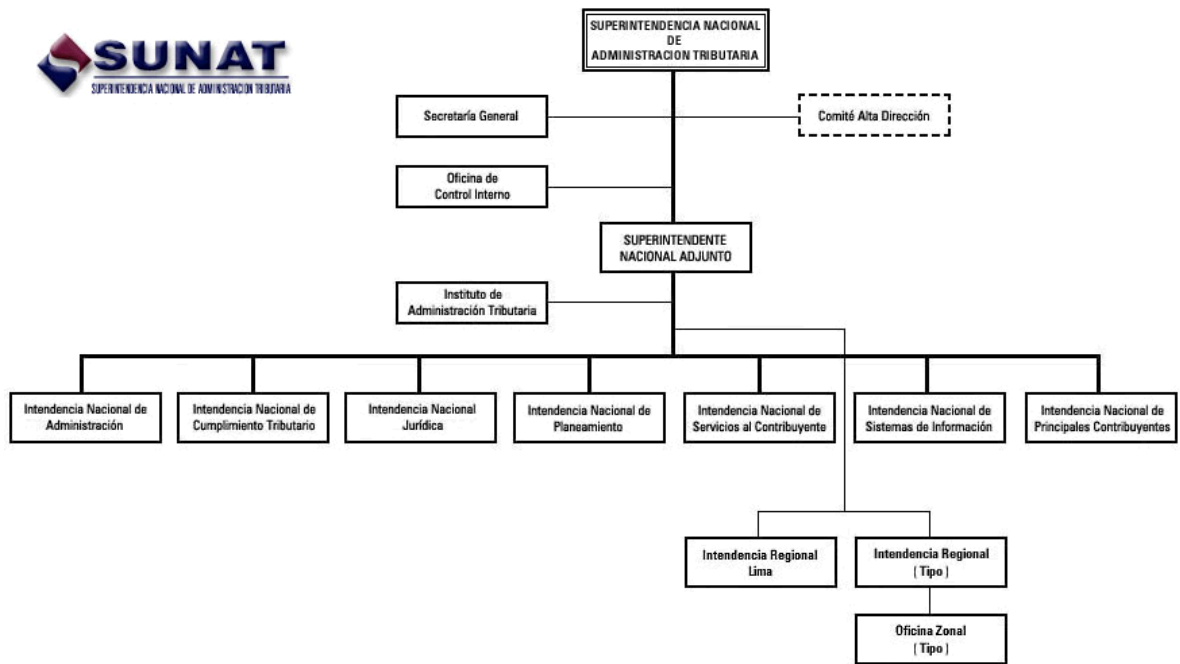 SUNAT
SUPERINTENDENCIA NACIONAL DE ADMINISTRACION TRIBUTARIA
SUPERINTENDENCIA NACIONAL
DE
ADMINISTRACION TRIBUTARIA
Secretaría General
Comité Alta Dirección
Oficina de
Control Interno
SUPERINTENDENTE
NACIONAL ADJUNTO
Instituto de
Administración Tributaria
Intendencia Nacional de
Administración
Intendencia Nacional de
Cumplimiento Tributario
Intendencia Nacional
Jurídica
Intendencia Nacional de
Planeamiento
Intendencia Nacional de
Servicios al Contribuyente
Intendencia Nacional de
Sistemas de Información
Intendencia Nacional de
Principales Contribuyentes
Intendencia Regional
Lima
Intendencia Regional
( Tipo )
Oficina Zonal
( Tipo )